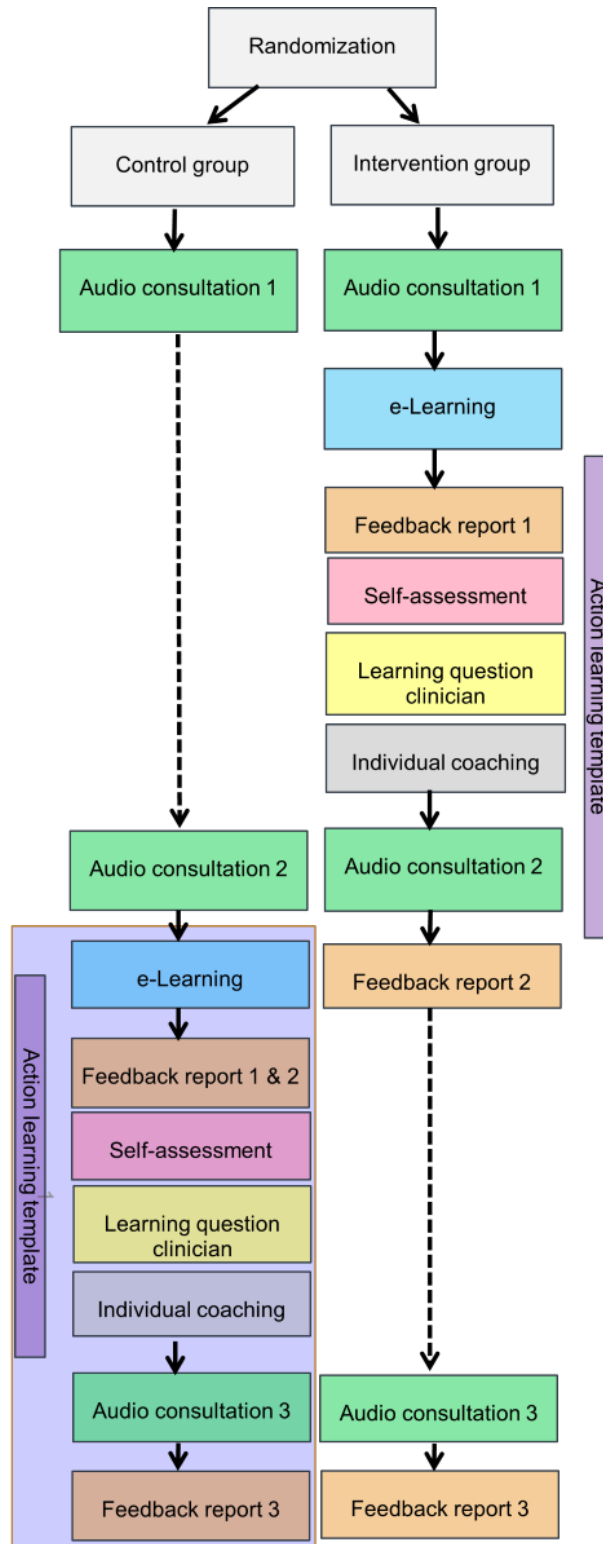 Randomization
Control group
Intervention group
Audio consultation 1
Audio consultation 1
e-Learning
Feedback report 1
Self-assessment
Learning question
clinician
Individual coaching
Action learning template
Audio consultation 2
Audio consultation 2
e-Learning
Feedback report 2
Feedback report 1 & 2
Self-assessment
Learning question
clinician
Individual coaching
Action learning template
1
Audio consultation 3
Audio consultation 3
Feedback report 3
Feedback report 3